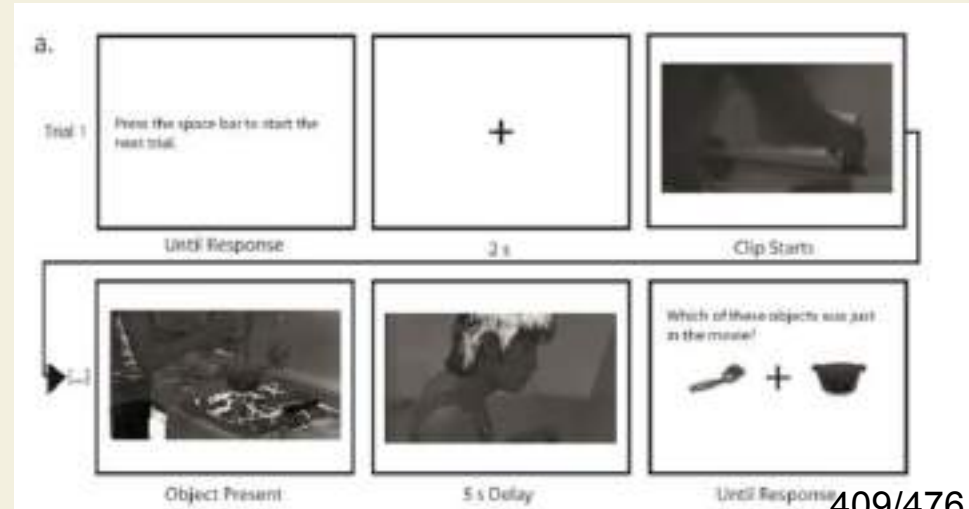 a.
Trial 1
Press the space bar to start the
next trial.
+
Until Response
2 s
Clip Starts
[...]
Which of these objects was just
in the movie?
+
Object Present
5 s Delay
Until Response
409/476